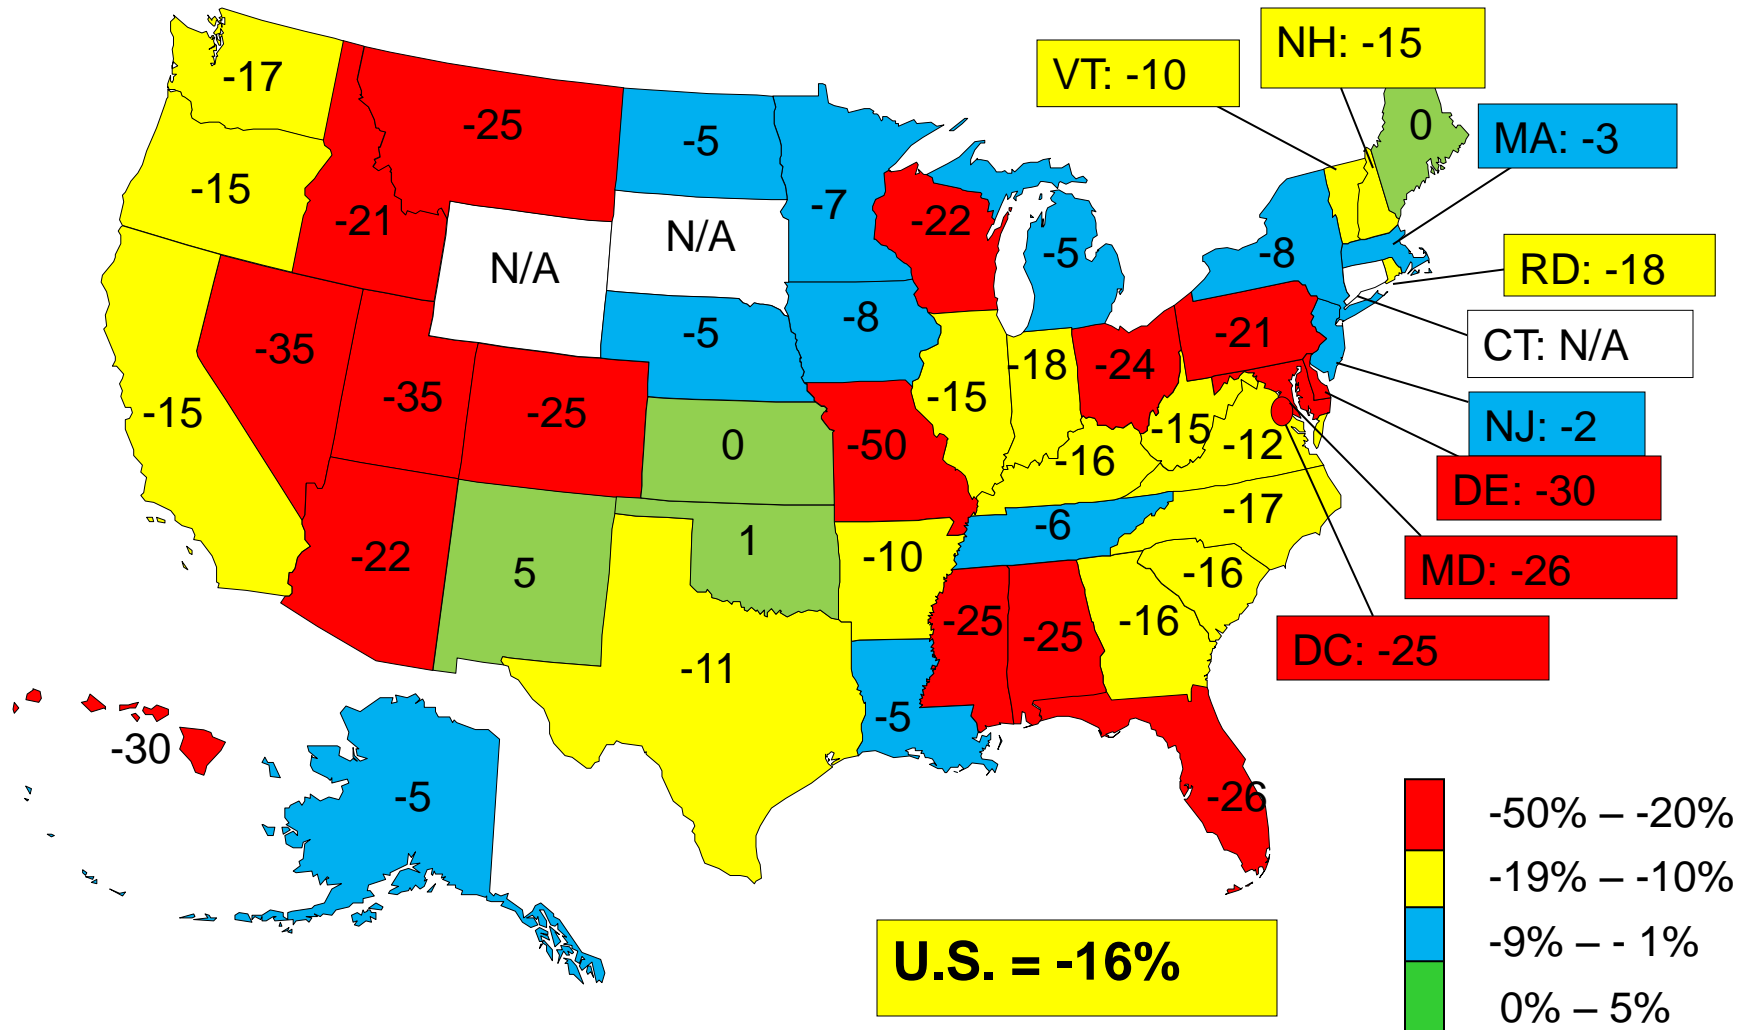 NH: -15
VT: -10
-17
-25
-5
0
MA: -3
-15
-21
N/A
N/A
-7
-22
-5
-8
RD: -18
-35
-35
-25
-5
-8
-15
-18
-24
-21
CT: N/A
-15
0
-50
-16
-15
-12
NJ: -2
DE: -30
-22
5
1
-10
-6
-17
-16
MD: -26
-11
-5
-25
-25
-16
DC: -25
-30
-5
-26
-50% – -20%
-19% – -10%
-9% – - 1%
0% – 5%
U.S. = -16%